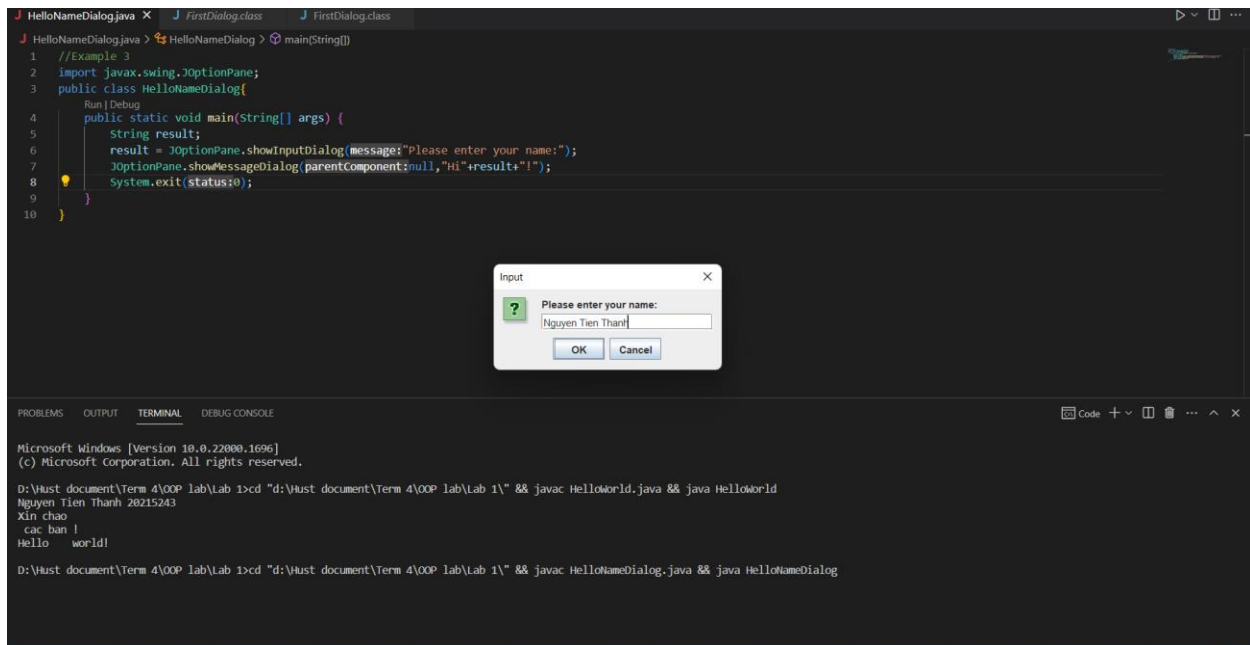 HelloNameDialog.java
FirstDialog.class
FirstDialog.class
HelloNameDialog.java > HelloNameDialog > main(String[])
1 //Example 3
2 import javax.swing.JOptionPane;
3 public class HelloNameDialog{
Run | Debug
4 public static void main(String[] args) {
5 String result;
6 result = JOptionPane.showInputDialog(message:"Please enter your name:");
7 JOptionPane.showMessageDialog(parentComponent:null,"Hi"+result+"!");
8 System.exit(status:0);
9 }
10 }
Input
Please enter your name:
Nguyen Tien Thanh
OK Cancel
PROBLEMS OUTPUT TERMINAL DEBUG CONSOLE
Code
Microsoft Windows [Version 10.0.22000.1696]
(c) Microsoft Corporation. All rights reserved.
D:\Hust document\Term 4\OOP lab\Lab 1>cd "d:\Hust document\Term 4\OOP lab\Lab 1\" && javac HelloWorld.java && java HelloWorld
Nguyen Tien Thanh 20215243
Xin chao
cac ban !
Hello world!
D:\Hust document\Term 4\OOP lab\Lab 1>cd "d:\Hust document\Term 4\OOP lab\Lab 1\" && javac HelloNameDialog.java && java HelloNameDialog